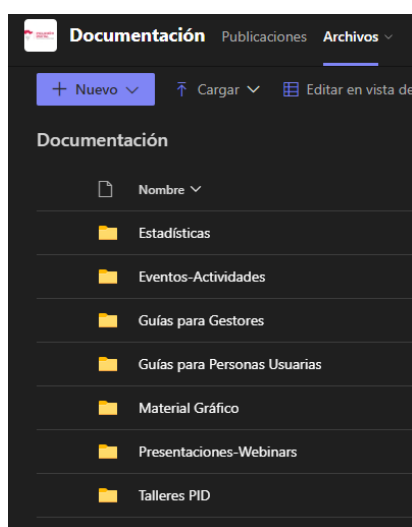 Documentación Publicaciones Archivos
+ Nuevo Cargar Editar en vista de
Documentación
Nombre
Estadísticas
Eventos-Actividades
Guías para Gestores
Guías para Personas Usuarias
Material Gráfico
Presentaciones-Webinars
Talleres PID